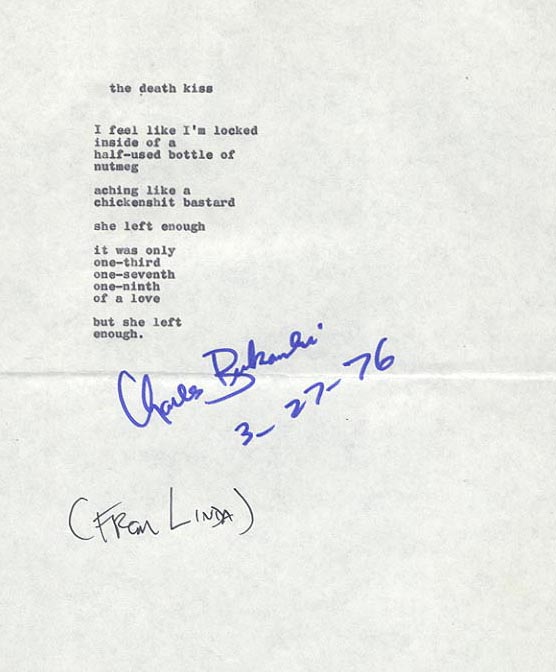 the death kiss
I feel like I'm locked
inside of a
half-used bottle of
nutmeg
aching like a
chickenshit bastard
she left enough
it was only
one-third
one-seventh
one-ninth
of a love
but she left
enough.
Charles Bukowski
3-27-76
(From Linda)